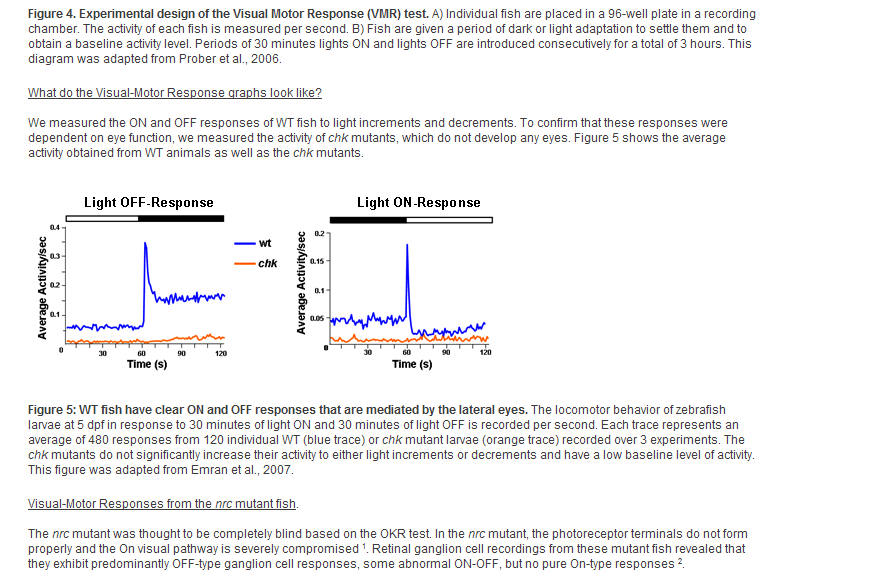 Figure 4. Experimental design of the Visual Motor Response (VMR) test. A) Individual fish are placed in a 96-well plate in a recording
chamber. The activity of each fish is measured per second. B) Fish are given a period of dark or light adaptation to settle them and to
obtain a baseline activity level. Periods of 30 minutes lights ON and lights OFF are introduced consecutively for a total of 3 hours. This
diagram was adapted from Prober et al., 2006.
What do the Visual-Motor Response graphs look like?
We measured the ON and OFF responses of WT fish to light increments and decrements. To confirm that these responses were
dependent on eye function, we measured the activity of chk mutants, which do not develop any eyes. Figure 5 shows the average
activity obtained from WT animals as well as the chk mutants.
Light OFF-Response
Average Activity/sec
0.4
0.3
0.2
0.1
0
30
60
90
120
Time (s)
wt
chk
Light ON-Response
Average Activity/sec
0.2
0.15
0.1
0.05
0
30
60
90
120
Time (s)
Figure 5: WT fish have clear ON and OFF responses that are mediated by the lateral eyes. The locomotor behavior of zebrafish
larvae at 5 dpf in response to 30 minutes of light ON and 30 minutes of light OFF is recorded per second. Each trace represents an
average of 480 responses from 120 individual WT (blue trace) or chk mutant larvae (orange trace) recorded over 3 experiments. The
chk mutants do not significantly increase their activity to either light increments or decrements and have a low baseline level of activity.
This figure was adapted from Emran et al., 2007.
Visual-Motor Responses from the nrc mutant fish.
The nrc mutant was thought to be completely blind based on the OKR test. In the nrc mutant, the photoreceptor terminals do not form
properly and the On visual pathway is severely compromised ¹. Retinal ganglion cell recordings from these mutant fish revealed that
they exhibit predominantly OFF-type ganglion cell responses, some abnormal ON-OFF, but no pure On-type responses ².